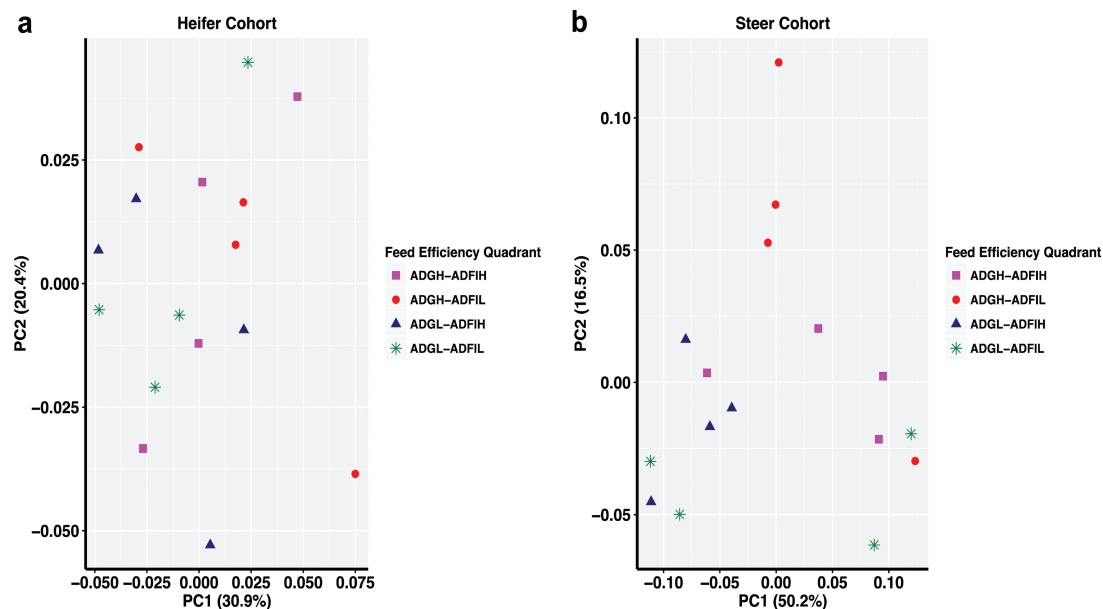 a
Heifer Cohort
0.025
0.000
−0.025
−0.050
PC2 (20.4%)
−0.050
−0.025
0.000
0.025
0.050
0.075
PC1 (30.9%)
Feed Efficiency Quadrant
ADGH−ADFIH
ADGH−ADFIL
ADGL−ADFIH
ADGL−ADFIL
b
Steer Cohort
0.10
0.05
0.00
−0.05
PC2 (16.5%)
−0.10
−0.05
0.00
0.05
0.10
PC1 (50.2%)
Feed Efficiency Quadrant
ADGH−ADFIH
ADGH−ADFIL
ADGL−ADFIH
ADGL−ADFIL